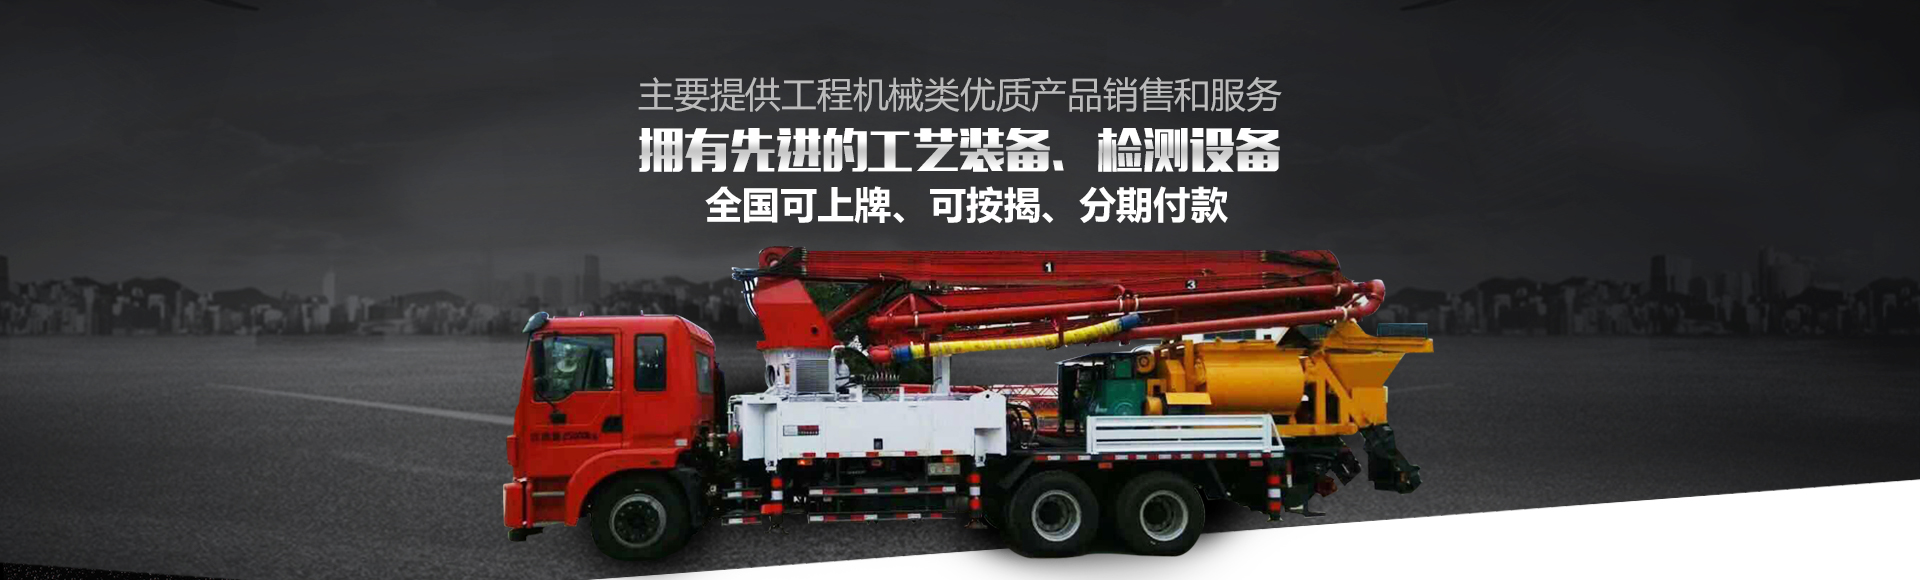 主要提供工程机械类优质产品销售和服务
拥有先进的工艺装备、检测设备
全国可上牌、可按揭、分期付款
1
3